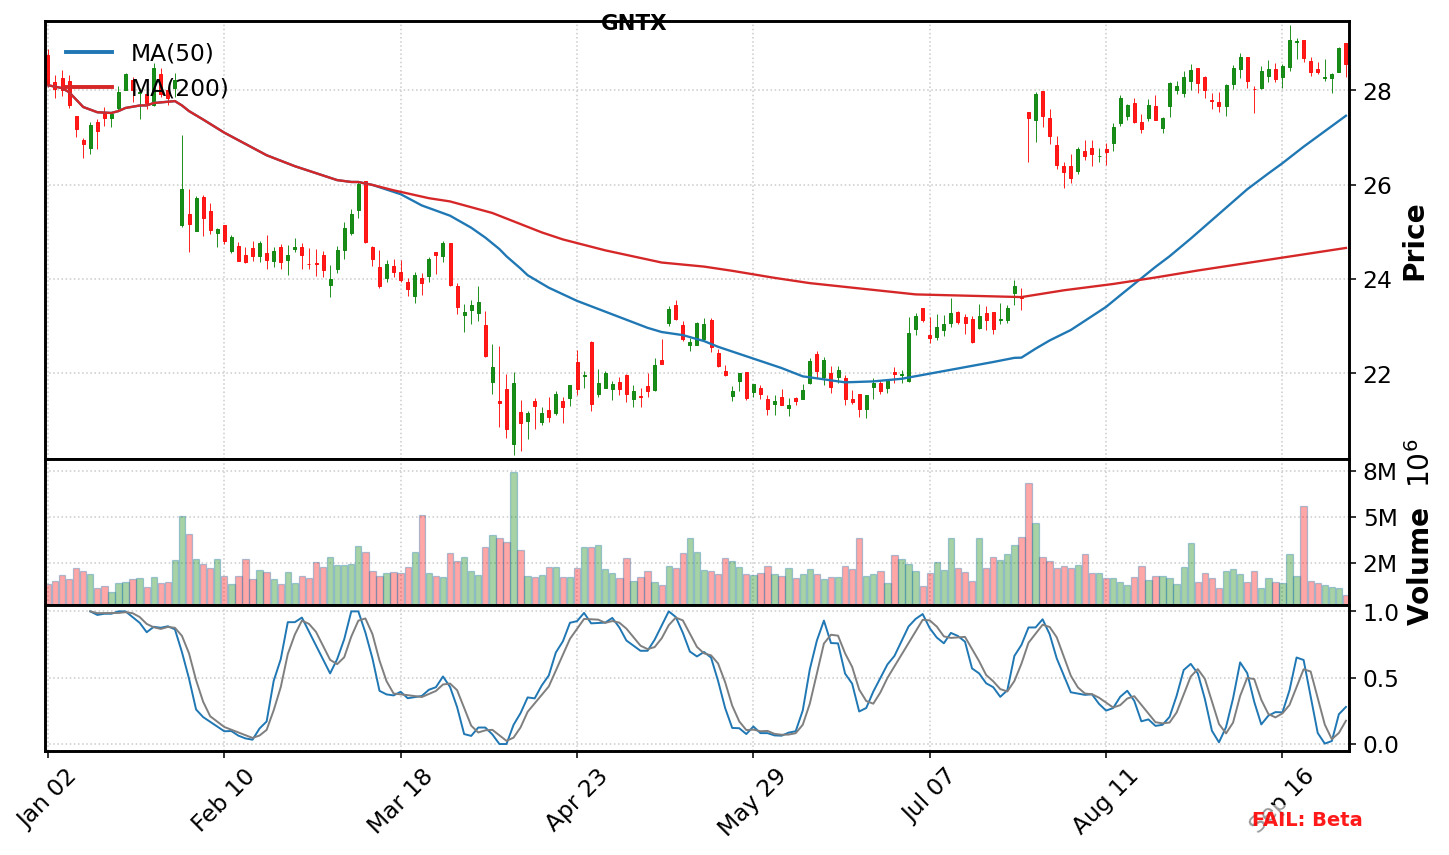 GNTX
MA(50)
MA(200)
28
26
24
22
Price
8M
5M
2M
Volume 10^6
1.0
0.5
0.0
Jan 02
Feb 10
Mar 18
Apr 23
May 29
Jul 07
Aug 11
Sep 16
FAIL: Beta